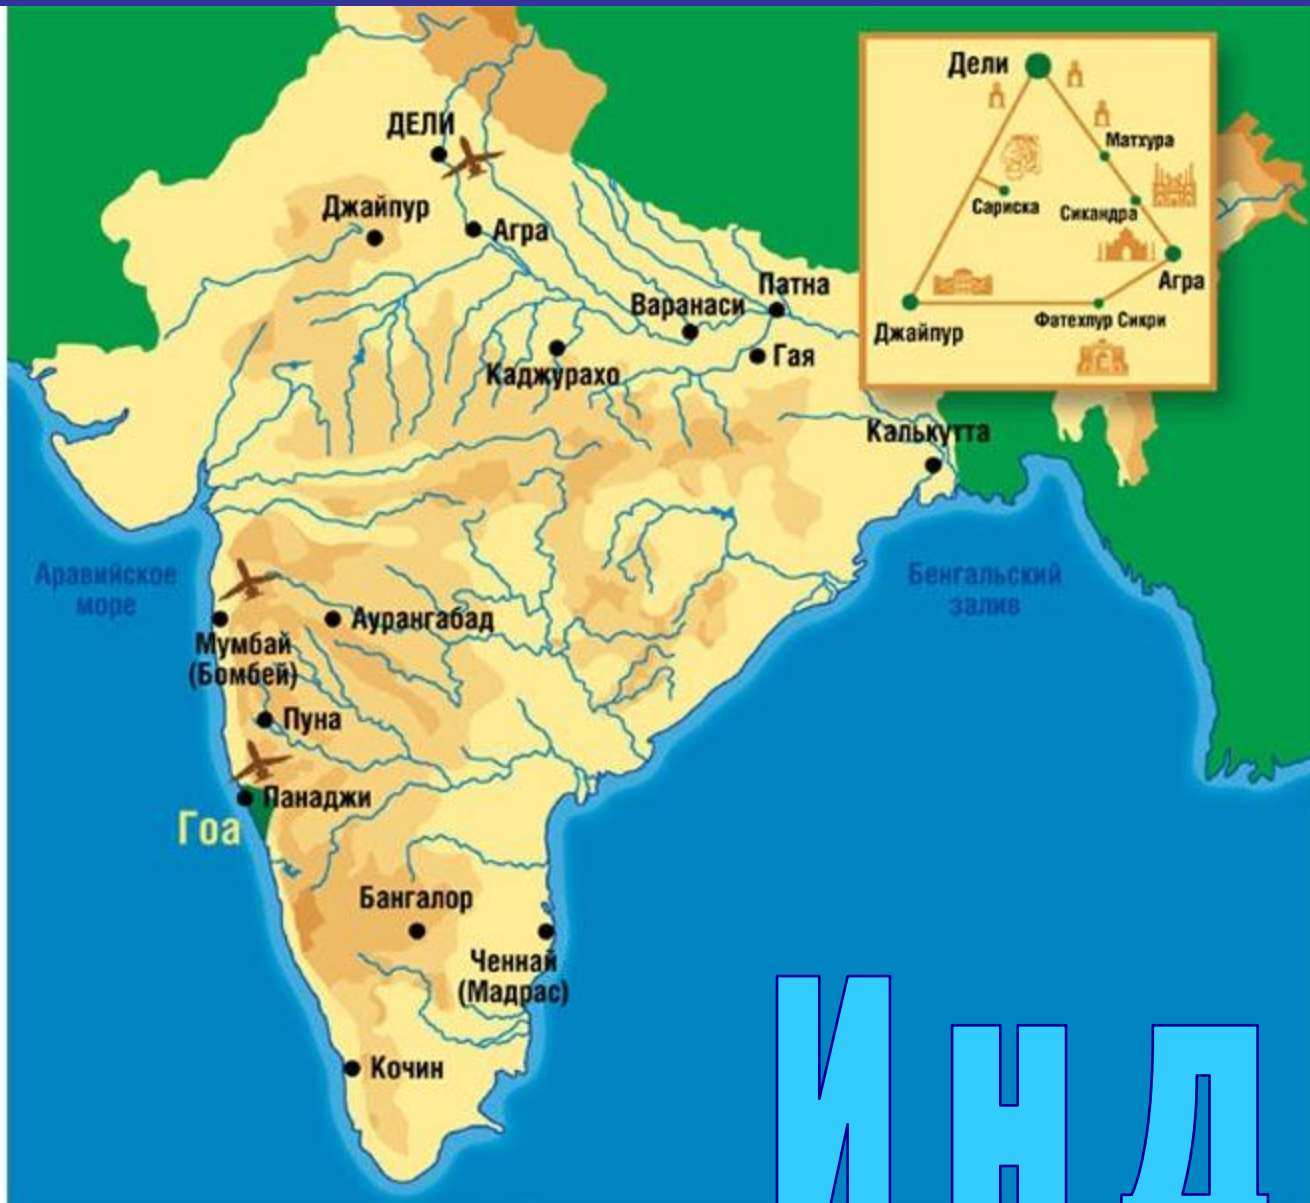 Дели
Матхура
Сариска
Сикандра
Агра
Джайпур
Фатехпур Сикри
ДЕЛИ
Джайпур
Агра
Патна
Варанаси
Гая
Каджурахо
Калькутта
Аравийское
море
Бенгальский
залив
Аурангабад
Мумбай
(Бомбей)
Пуна
Панаджи
Гоа
Бангалор
Ченнай
(Мадрас)
Кочин
Инд